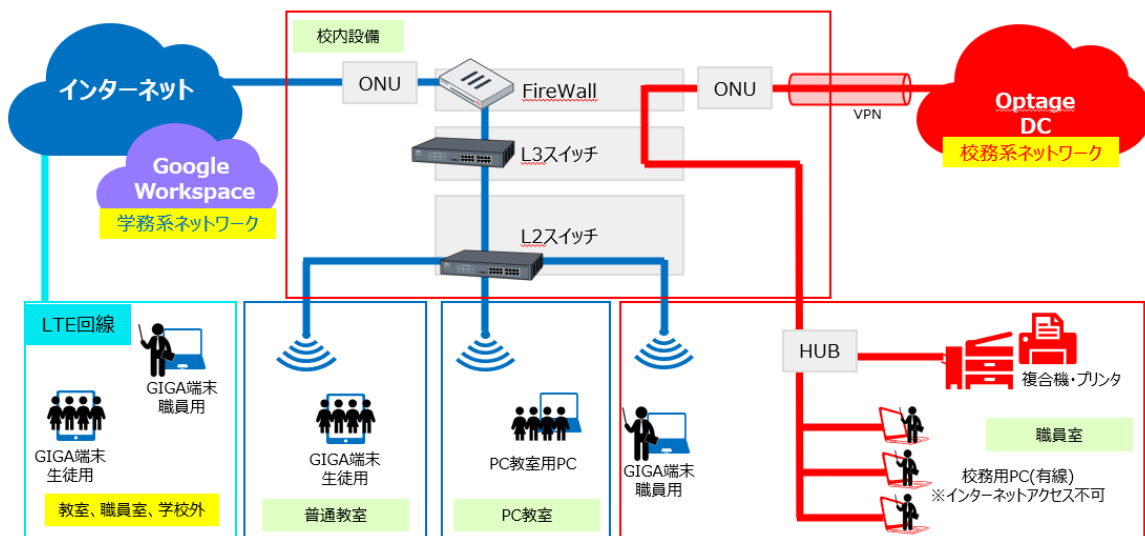 校内設備
インターネット
ONU
FireWall
ONU
VPN
Optage
DC
校務系ネットワーク
Google
Workspace
学務系ネットワーク
L3スイッチ
L2スイッチ
LTE回線
GIGA端末
職員用
GIGA端末
生徒用
教室、職員室、学校外
GIGA端末
生徒用
普通教室
PC教室用PC
PC教室
GIGA端末
職員用
HUB
複合機・プリンタ
職員室
校務用PC(有線)
※インターネットアクセス不可